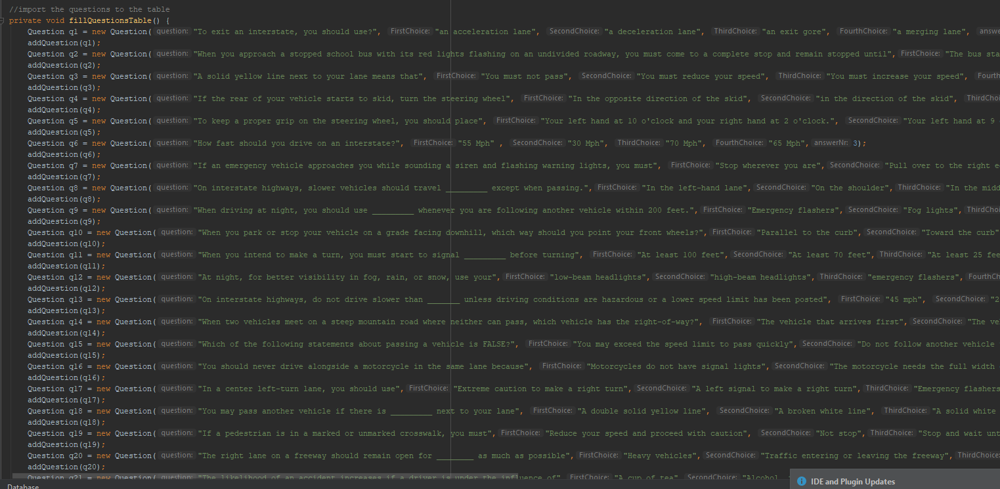 //import the questions to the table
private void fillQuestionsTable() {
Question q1 = new Question( question: "To exit an interstate, you should use?", FirstChoice: "an acceleration lane", SecondChoice: "a deceleration lane", ThirdChoice: "an exit gore", FourthChoice: "a merging lane", answe
addQuestion(q1);
Question q2 = new Question( question: "When you approach a stopped school bus with its red lights flashing on an undivided roadway, you must come to a complete stop and remain stopped until", FirstChoice: "The bus sta
addQuestion(q2);
Question q3 = new Question( question: "A solid yellow line next to your lane means that", FirstChoice: "You must not pass", SecondChoice: "You must reduce your speed", ThirdChoice: "You must increase your speed", Fourth
addQuestion(q3);
Question q4 = new Question( question: "If the rear of your vehicle starts to skid, turn the steering wheel", FirstChoice: "In the opposite direction of the skid", SecondChoice: "in the direction of the skid", ThirdChoi
addQuestion(q4);
Question q5 = new Question( question: "To keep a proper grip on the steering wheel, you should place", FirstChoice: "Your left hand at 10 o'clock and your right hand at 2 o'clock.", SecondChoice: "Your left hand at 9
addQuestion(q5);
Question q6 = new Question( question: "How fast should you drive on an interstate?", FirstChoice: "55 Mph" , SecondChoice: "30 Mph", ThirdChoice: "70 Mph", FourthChoice: "65 Mph", answerNr: 3);
addQuestion(q6);
Question q7 = new Question( question: "If an emergency vehicle approaches you while sounding a siren and flashing warning lights, you must", FirstChoice: "Stop wherever you are", SecondChoice: "Pull over to the right e
addQuestion(q7);
Question q8 = new Question( question: "On interstate highways, slower vehicles should travel _________ except when passing.", FirstChoice: "In the left-hand lane", SecondChoice: "On the shoulder", ThirdChoice: "In the midd
addQuestion(q8);
Question q9 = new Question( question: "When driving at night, you should use _________ whenever you are following another vehicle within 200 feet.", FirstChoice: "Emergency flashers", SecondChoice: "Fog lights", ThirdChoi
addQuestion(q9);
Question q10 = new Question( question: "When you park or stop your vehicle on a grade facing downhill, which way should you point your front wheels?", FirstChoice: "Parallel to the curb", SecondChoice: "Toward the curb"
addQuestion(q10);
Question q11 = new Question( question: "When you intend to make a turn, you must start to signal _________ before turning", FirstChoice: "At least 100 feet", SecondChoice: "At least 70 feet", ThirdChoice: "At least 25 fee
addQuestion(q11);
Question q12 = new Question( question: "At night, for better visibility in fog, rain, or snow, use your", FirstChoice: "low-beam headlights", SecondChoice: "high-beam headlights", ThirdChoice: "emergency flashers", FourthCh
addQuestion(q12);
Question q13 = new Question( question: "On interstate highways, do not drive slower than _______ unless driving conditions are hazardous or a lower speed limit has been posted", FirstChoice: "45 mph", SecondChoice: "2
addQuestion(q13);
Question q14 = new Question( question: "When two vehicles meet on a steep mountain road where neither can pass, which vehicle has the right-of-way?", FirstChoice: "The vehicle that arrives first", SecondChoice: "The ve
addQuestion(q14);
Question q15 = new Question( question: "Which of the following statements about passing a vehicle is FALSE?", FirstChoice: "You may exceed the speed limit to pass quickly", SecondChoice: "Do not follow another vehicle
addQuestion(q15);
Question q16 = new Question( question: "You should never drive alongside a motorcycle in the same lane because", FirstChoice: "Motorcycles do not have signal lights", SecondChoice: "The motorcycle needs the full width
addQuestion(q16);
Question q17 = new Question( question: "In a center left-turn lane, you should use", FirstChoice: "Extreme caution to make a right turn", SecondChoice: "A left signal to make a right turn", ThirdChoice: "Emergency flashers
addQuestion(q17);
Question q18 = new Question( question: "You may pass another vehicle if there is _________ next to your lane", FirstChoice: "A double solid yellow line", SecondChoice: "A broken white line", ThirdChoice: "A solid white
addQuestion(q18);
Question q19 = new Question( question: "If a pedestrian is in a marked or unmarked crosswalk, you must", FirstChoice: "Reduce your speed and proceed with caution", SecondChoice: "Not stop", ThirdChoice: "Stop and wait unt
addQuestion(q19);
Question q20 = new Question( question: "The right lane on a freeway should remain open for ________ as much as possible", FirstChoice: "Heavy vehicles", SecondChoice: "Traffic entering or leaving the freeway", ThirdChoice:
addQuestion(q20);
Question q21 = new Question( question: "The likelihood of an accident increases if a driver is under the influence of" FirstChoice: "A cup of tea" SecondChoice: "Alcohol
IDE and Plugin Updates
Database